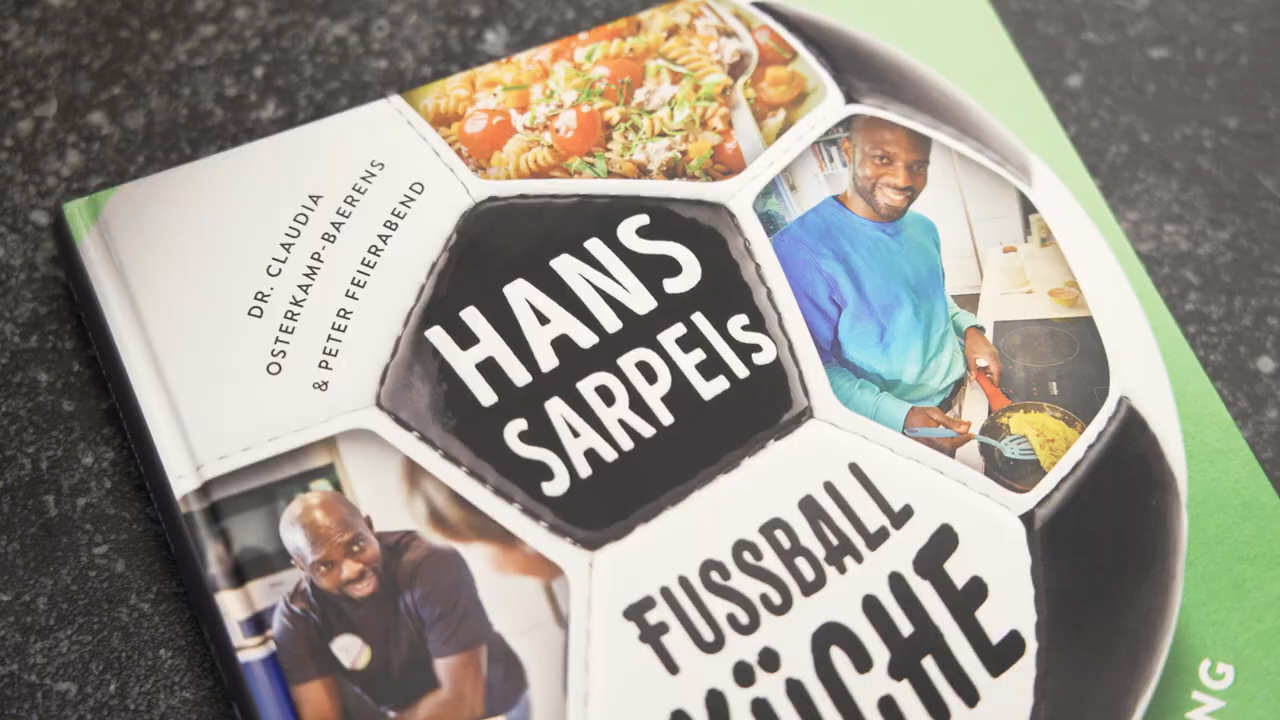 DR. CLAUDIA
OSTERKAMP-BAERENS
& PETER FEIERABEND
HANS
SARPEIs
FUSSBALL
KÜCHE